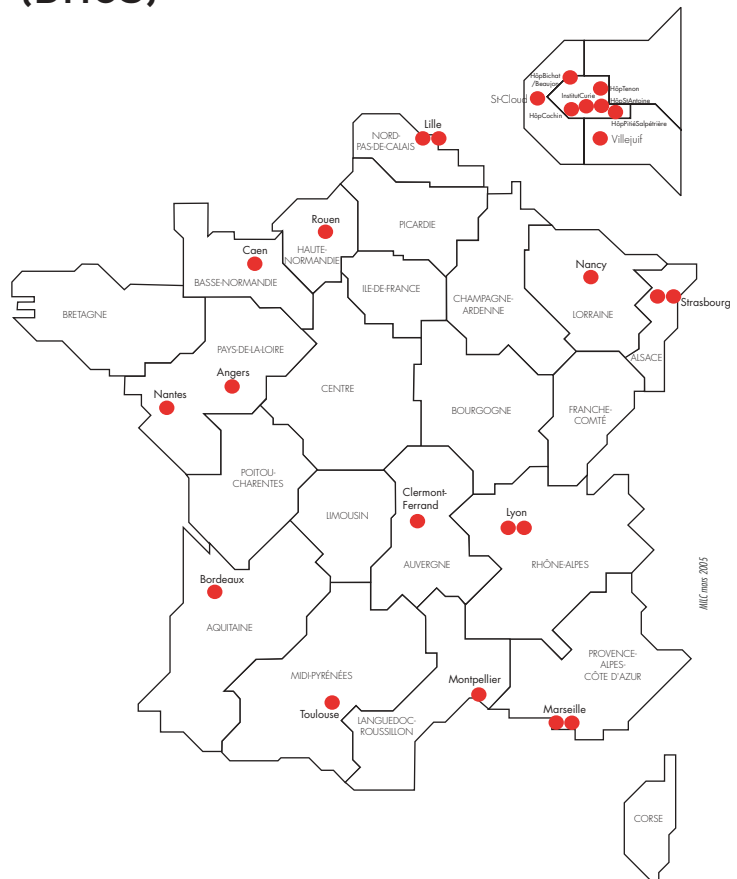 HôpBichat
/Beaujon
HôpTenon
St-Cloud
InstitutCurie
HôpStAntoine
HôpCochin
HôpPitiéSalpétrière
Villejuif
Lille
NORD-
PAS-DE-CALAIS
Rouen
PICARDIE
Caen
HAUTE-
NORMANDIE
Nancy
BASSE-NORMANDIE
ILE-DE-FRANCE
CHAMPAGNE-
ARDENNE
Strasbourg
BRETAGNE
LORRAINE
PAYS-DE-LA-LOIRE
ALSACE
Angers
CENTRE
Nantes
BOURGOGNE
FRANCHE-
COMTÉ
POITOU-
CHARENTES
Clermont-
Ferrand
LIMOUSIN
Lyon
AUVERGNE
RHÔNE-ALPES
MILC mars 2005
Bordeaux
AQUITAINE
PROVENCE-
ALPES-
CÔTE D'AZUR
MIDI-PYRÉNÉES
Montpellier
Toulouse
Marseille
LANGUEDOC-
ROUSSILLON
CORSE